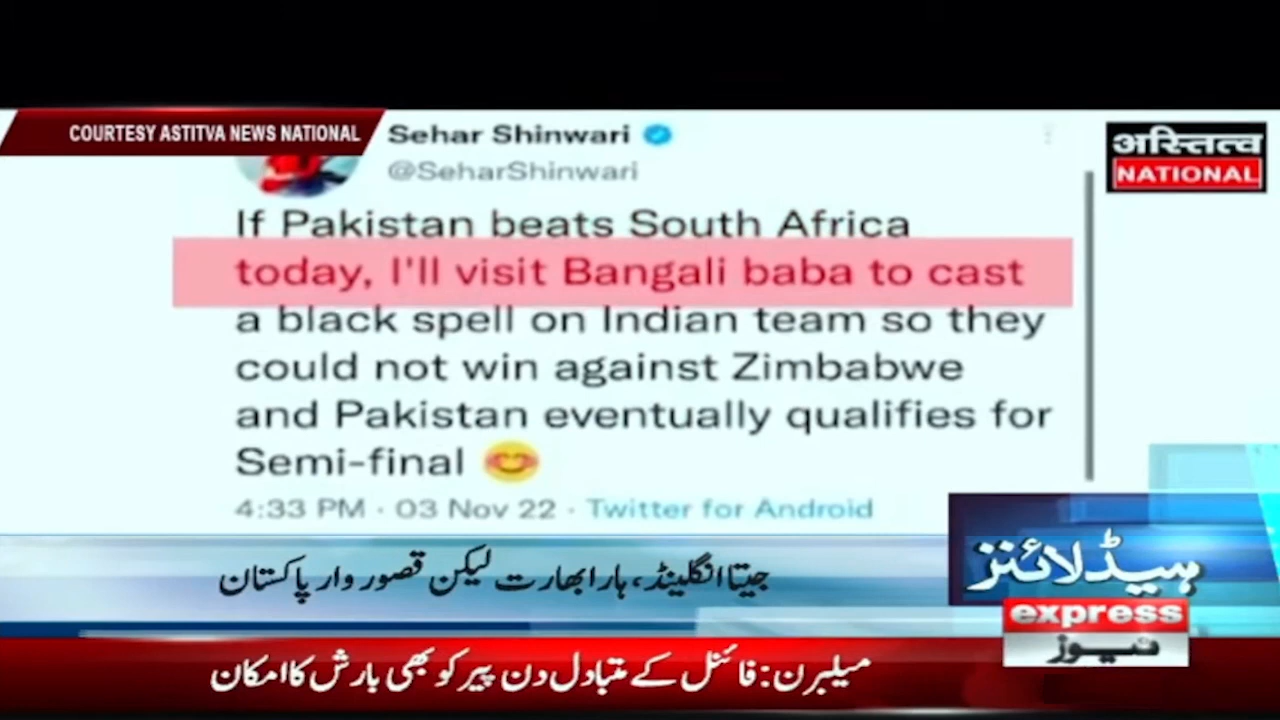 COURTESY ASTITVA NEWS NATIONAL
Sehar Shinwari
@SeharShinwari
अस्तित्व
NATIONAL
If Pakistan beats South Africa
today, I'll visit Bangali baba to cast
a black spell on Indian team so they
could not win against Zimbabwe
and Pakistan eventually qualifies for
Semi-final 😊
4:33 PM · 03 Nov 22 · Twitter for Android
ہیڈلائنز
جیتا انگلینڈ، ہارا بھارت لیکن قصور وار پاکستان
express
نیوز
میلبرن: فائنل کے متبادل دن پیر کو بھی بارش کا امکان